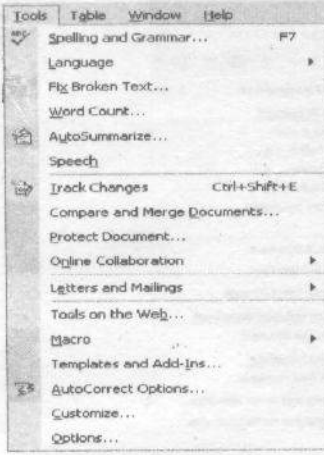 Tools Table Window Help
Spelling and Grammar... F7
Language
Fix Broken Text...
Word Count...
AutoSummarize...
Speech
Track Changes Ctrl+Shift+E
Compare and Merge Documents...
Protect Document...
Online Collaboration
Letters and Mailings
Tools on the Web...
Macro
Templates and Add-Ins...
AutoCorrect Options...
Customize...
Options...